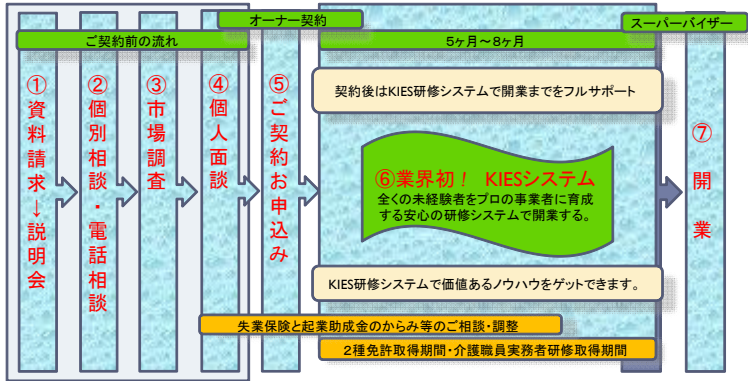 オーナー契約
スーパーバイザー
ご契約前の流れ
5ヶ月～8ヶ月
①資料請求→説明会
②個別相談・電話相談
③市場調査
④個人面談
⑤ご契約お申込み
契約後はKIES研修システムで開業までをフルサポート
⑥業界初！ KIESシステム
全くの未経験者をプロの事業者に育成
する安心の研修システムで開業する。
KIES研修システムで価値あるノウハウをゲットできます。
⑦開業
失業保険と起業助成金のからみ等のご相談・調整
2種免許取得期間・介護職員実務者研修取得期間